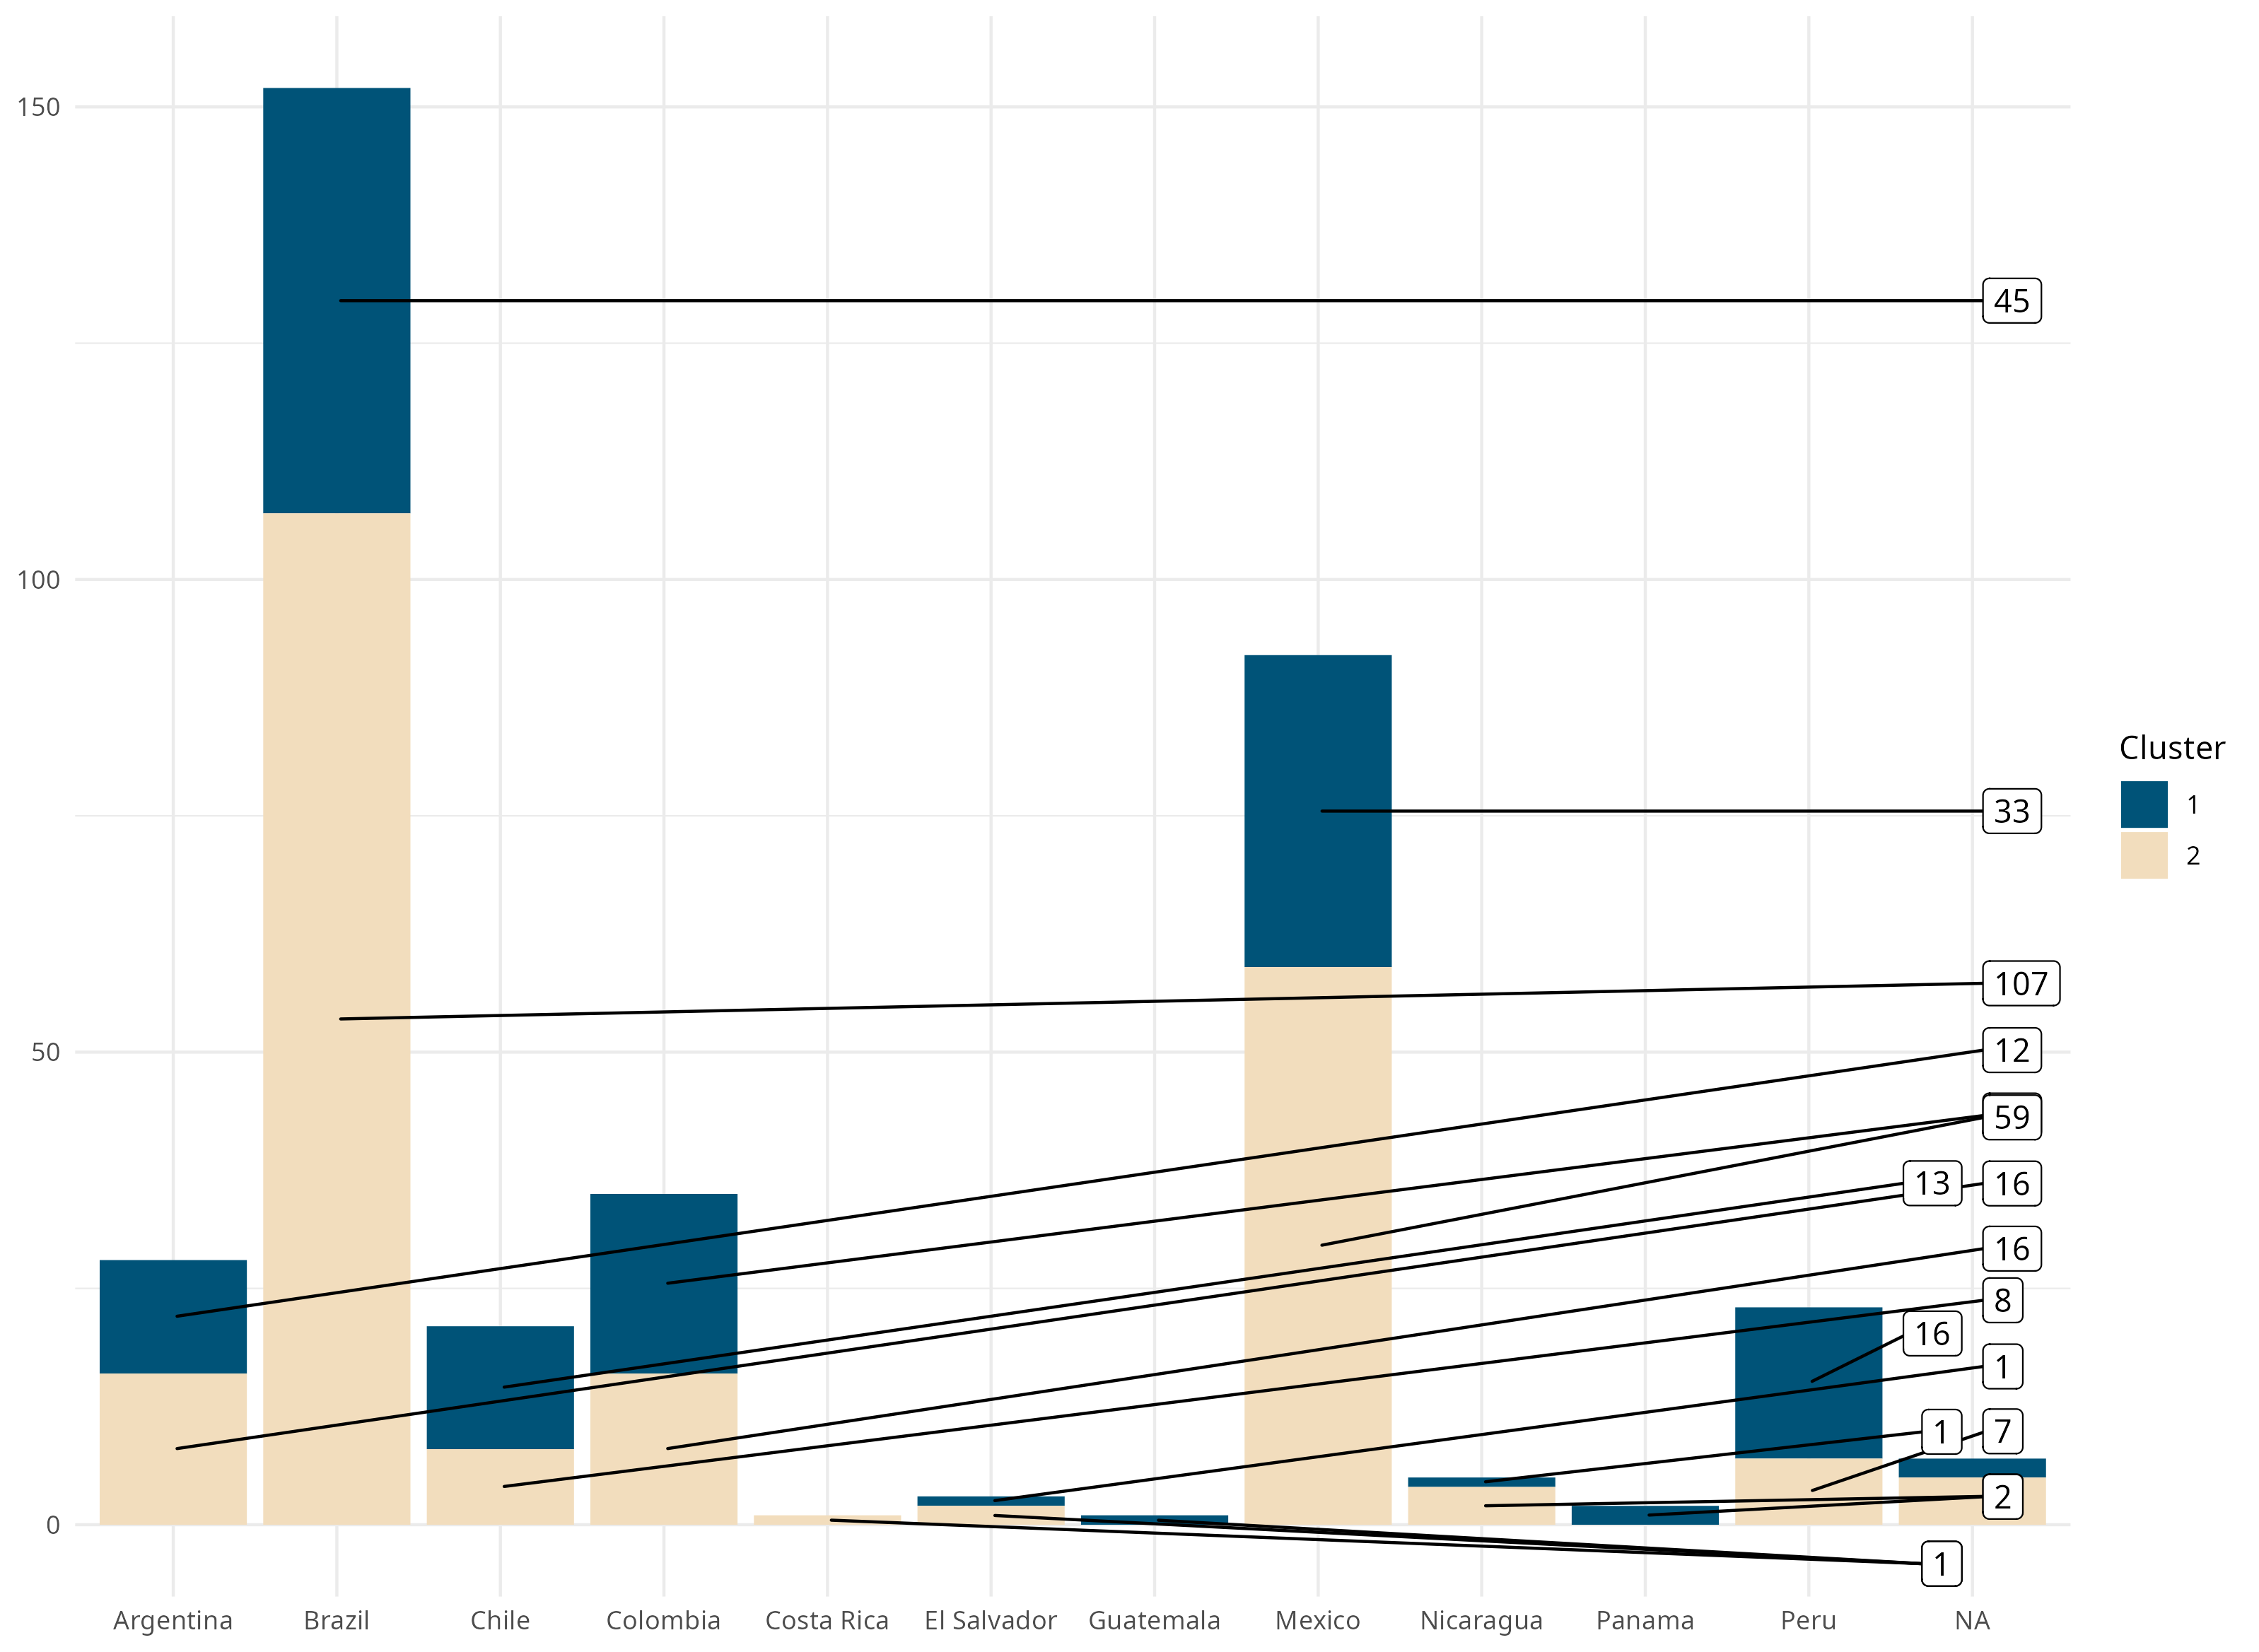 150
100
50
0
45
33
107
12
59
13
16
16
8
16
1
1
7
2
1
Argentina
Brazil
Chile
Colombia
Costa Rica
El Salvador
Guatemala
Mexico
Nicaragua
Panama
Peru
NA
Cluster
1
2